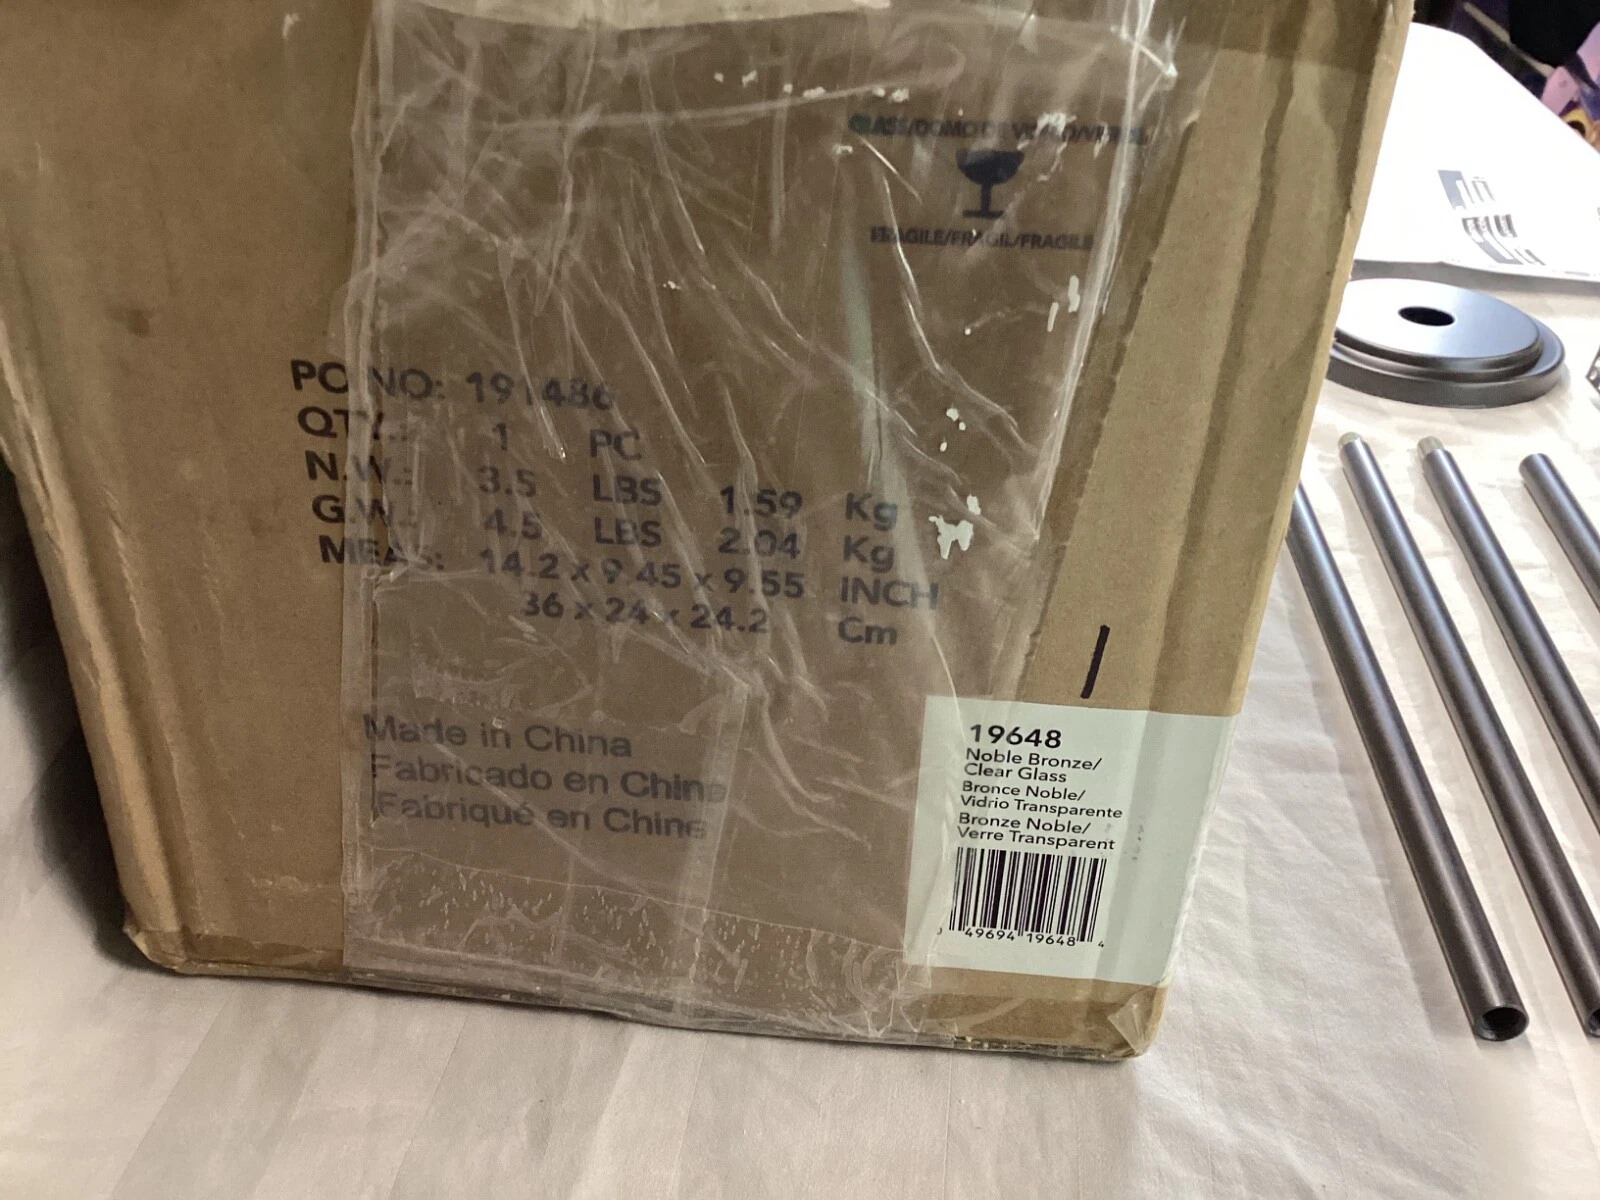 GLASS/DOMO DE VIDRIO/VERRE
FRAGILE/FRAGIL/FRAGILE
PO NO: 191486
QTY.: 1 PC
N.W.: 3.5 LBS 1.59 Kg
G.W.: 4.5 LBS 2.04 Kg
MEAS: 14.2 x 9.45 x 9.55 INCH
36 x 24 x 24.2 Cm
Made in China
Fabricado en China
Fabriqué en Chine
19648
Noble Bronze/
Clear Glass
Bronce Noble/
Vidrio Transparente
Bronze Noble/
Verre Transparent
0 49694 19648 4